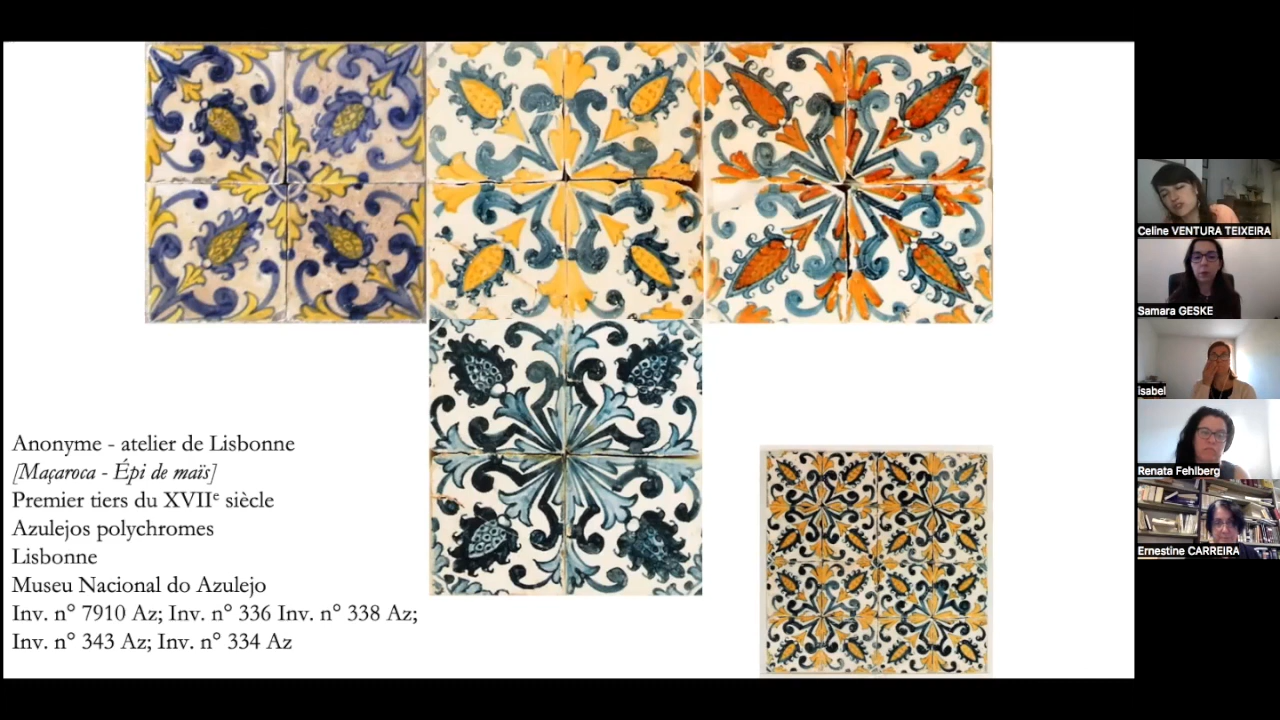 Anonyme - atelier de Lisbonne
[Maçaroca - Épi de maïs]
Premier tiers du XVIIᵉ siècle
Azulejos polychromes
Lisbonne
Museu Nacional do Azulejo
Inv. n° 7910 Az; Inv. n° 336 Inv. n° 338 Az;
Inv. n° 343 Az; Inv. n° 334 Az
Celine VENTURA TEIXEIRA
Samara GESKE
isabel
Renata Fehlberg
Ernestine CARREIRA